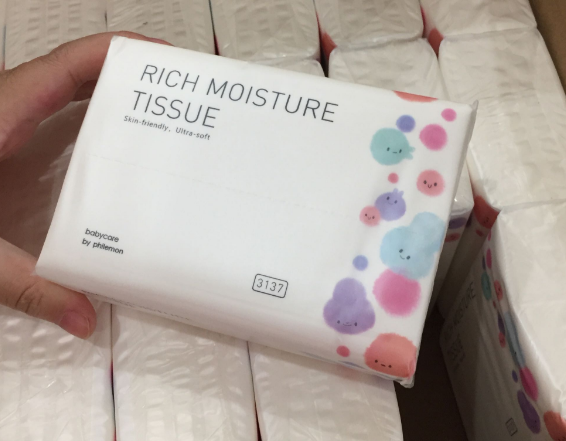 RICH MOISTURE
TISSUE
Skin-friendly, Ultra-soft
babycare
by philemon
3137